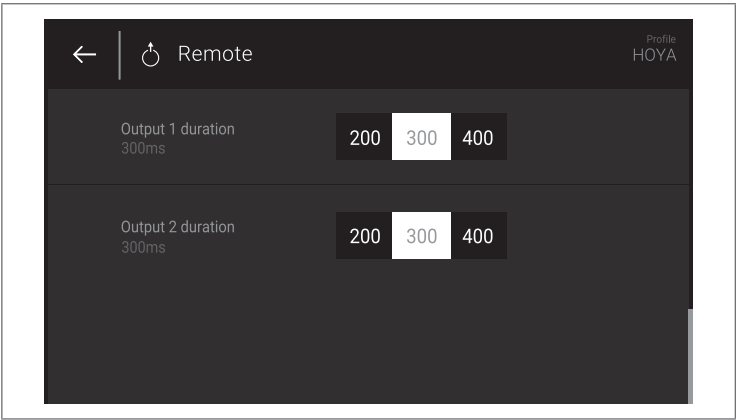 Remote
Profile
HOYA
Output 1 duration
300ms
200 300 400
Output 2 duration
300ms
200 300 400